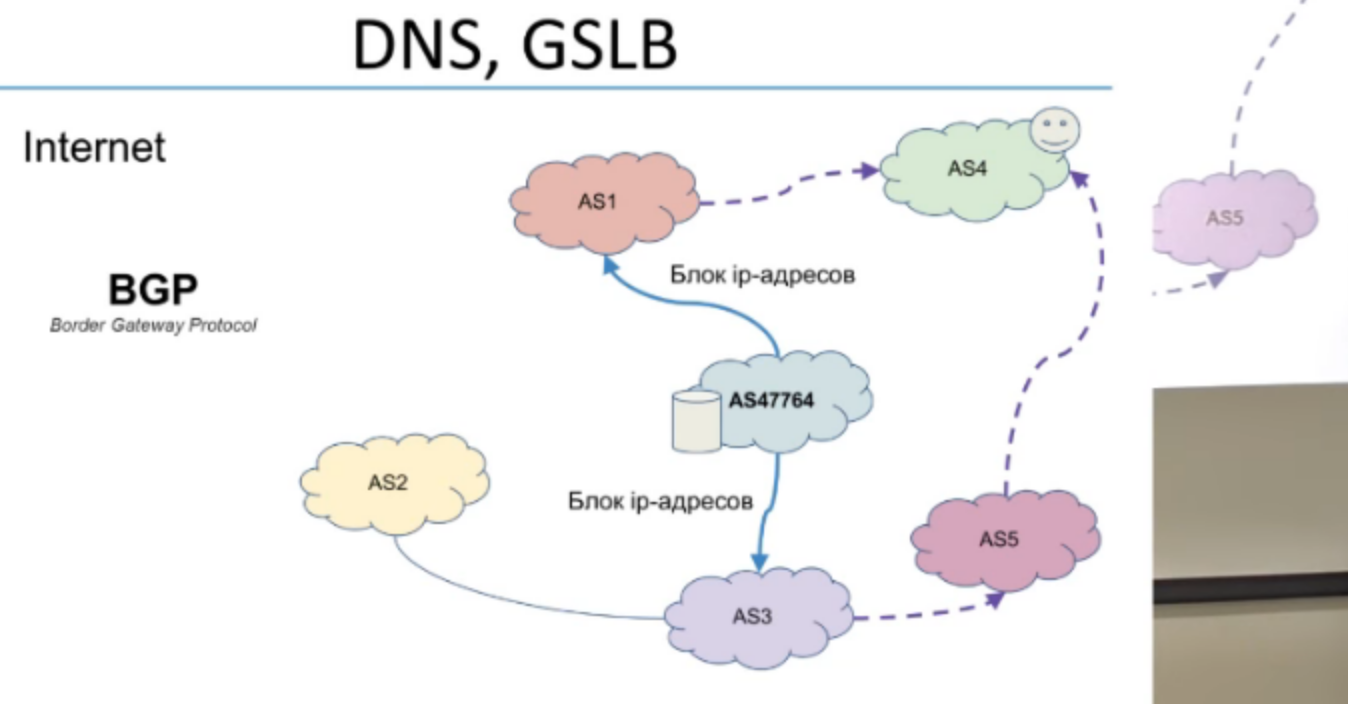 DNS, GSLB
Internet
AS1
AS4
AS5
Блок ip-адресов
BGP
Border Gateway Protocol
AS47764
AS2
Блок ip-адресов
AS5
AS3